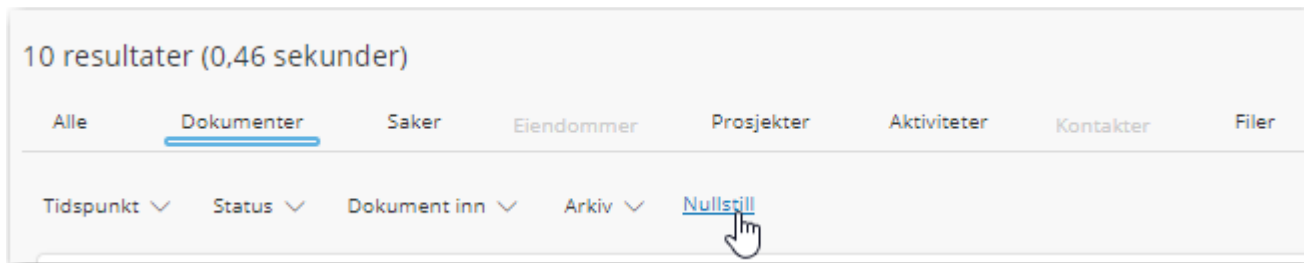 10 resultater (0,46 sekunder)
Alle Dokumenter Saker Eiendommer Prosjekter Aktiviteter Kontakter Filer
Tidspunkt Status Dokument inn Arkiv Nullstill